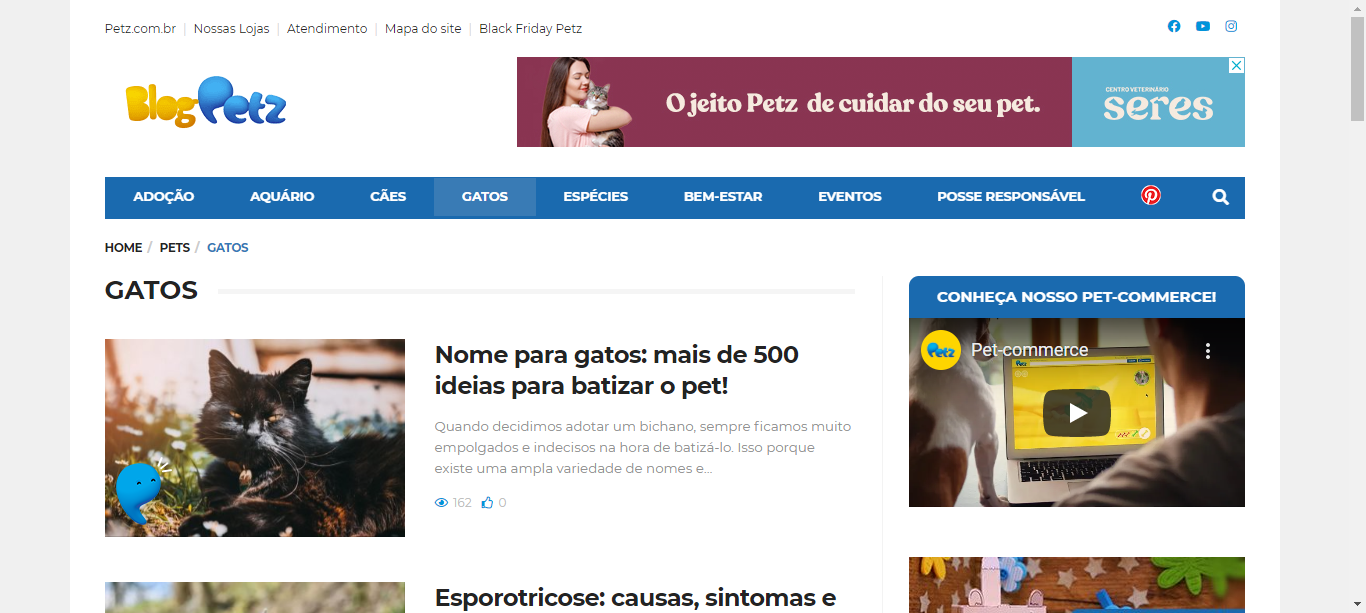 Petz.com.br | Nossas Lojas | Atendimento | Mapa do site | Black Friday Petz
Blog Petz
O jeito Petz de cuidar do seu pet.
CENTRO VETERINÁRIO
seres
ADOÇÃO AQUÁRIO CÃES GATOS ESPÉCIES BEM-ESTAR EVENTOS POSSE RESPONSÁVEL
HOME / PETS / GATOS
GATOS
Nome para gatos: mais de 500
ideias para batizar o pet!
Quando decidimos adotar um bichano, sempre ficamos muito
empolgados e indecisos na hora de batizá-lo. Isso porque
existe uma ampla variedade de nomes e...
162 0
Esporotricose: causas, sintomas e
CONHEÇA NOSSO PET-COMMERCE!
Petz
Pet-commerce